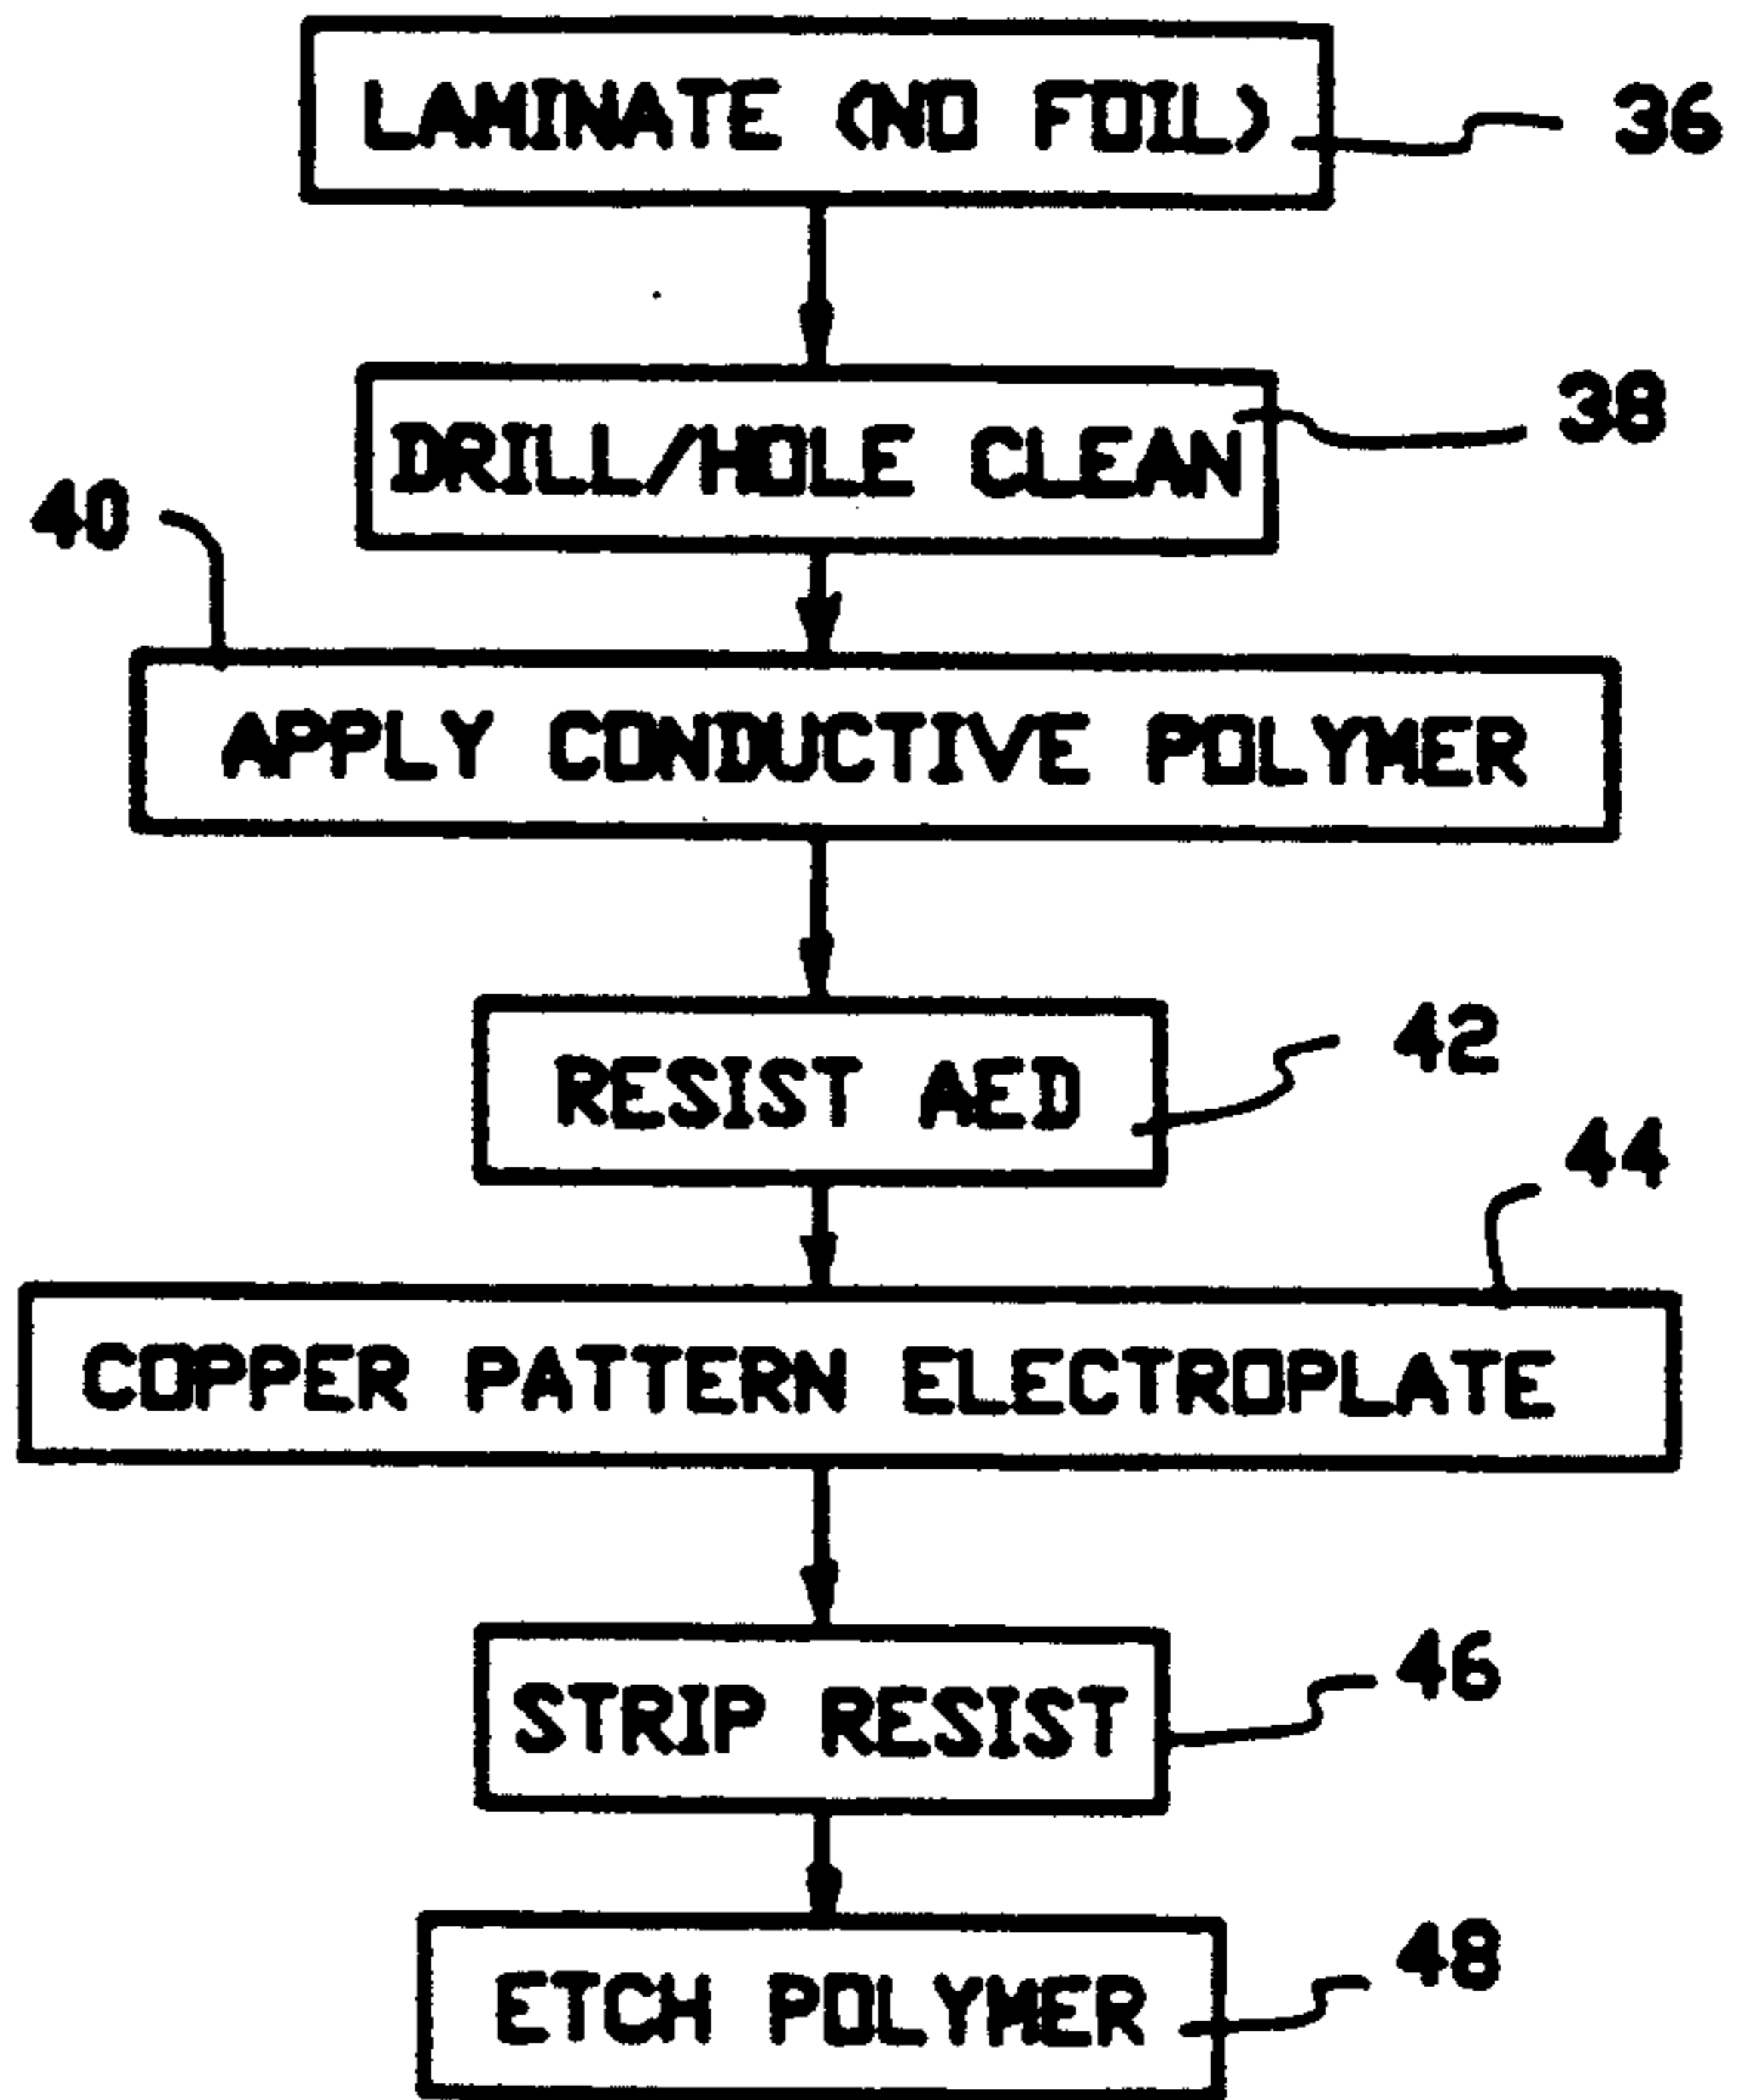 LAMINATE (NO FOIL)
36
DRILL/HOLE CLEAN
38
40
APPLY CONDUCTIVE POLYMER
RESIST AED
42
44
COPPER PATTERN ELECTROPLATE
STRIP RESIST
46
ETCH POLYMER
48